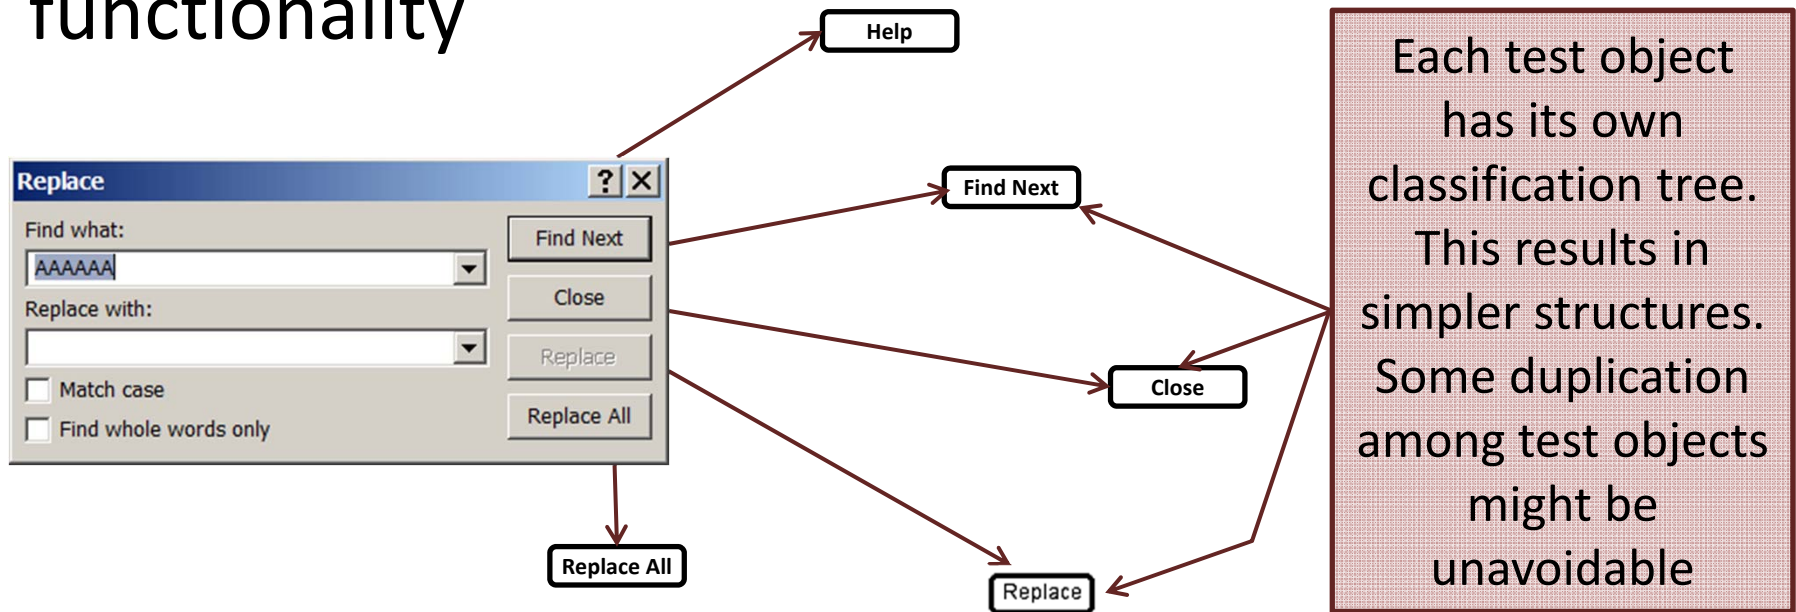 functionality
Help
Find Next
Close
Replace
Replace All
Replace
?
Find what:
AAAAAA
Replace with:
Match case
Find whole words only
Find Next
Close
Replace
Replace All
Each test object
has its own
classification tree.
This results in
simpler structures.
Some duplication
among test objects
might be
unavoidable